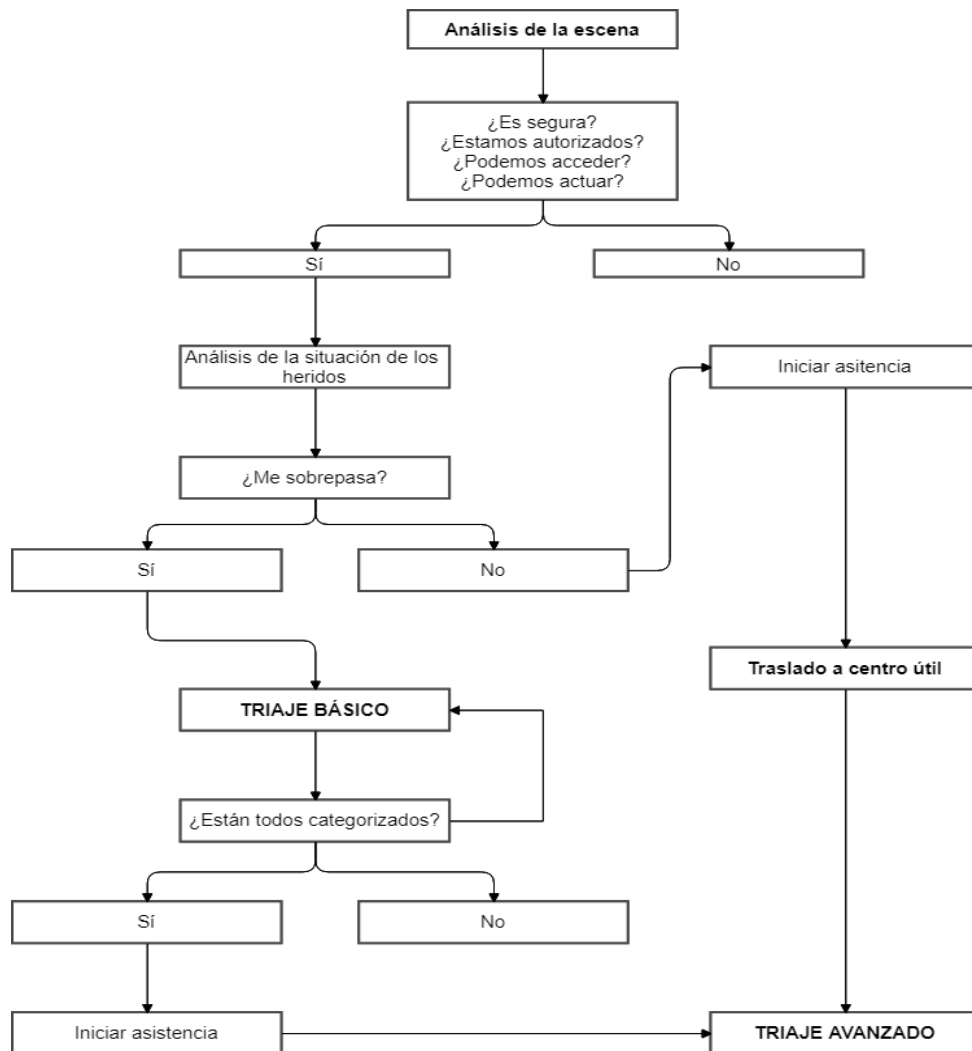 Análisis de la escena
¿Es segura?
¿Estamos autorizados?
¿Podemos acceder?
¿Podemos actuar?
Sí
No
Análisis de la situación de los
heridos
Iniciar asitencia
¿Me sobrepasa?
Sí
No
Traslado a centro útil
TRIAJE BÁSICO
¿Están todos categorizados?
Sí
No
Iniciar asistencia
TRIAJE AVANZADO